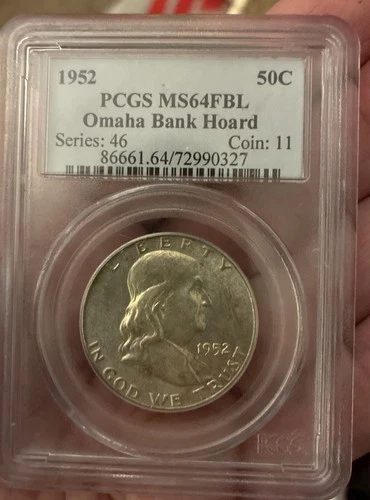 1952 50C
PCGS MS64FBL
Omaha Bank Hoard
Series: 46 Coin: 11
86661.64/72990327
LIBERTY
1952
IN GOD WE TRUST
PCGS